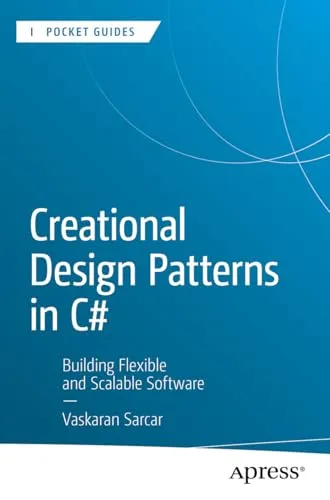 I POCKET GUIDES
Creational
Design Patterns
in C#
Building Flexible
and Scalable Software
—
Vaskaran Sarcar
Apress®